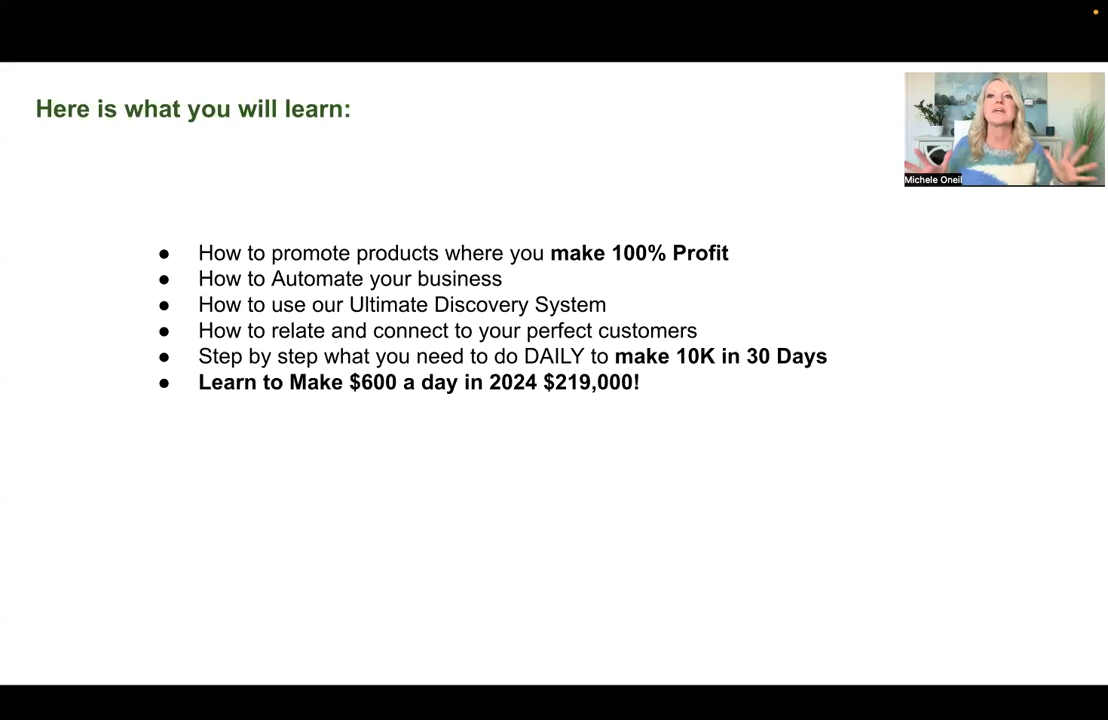 Here is what you will learn:
Michele Oneil
● How to promote products where you make 100% Profit
● How to Automate your business
● How to use our Ultimate Discovery System
● How to relate and connect to your perfect customers
● Step by step what you need to do DAILY to make 10K in 30 Days
● Learn to Make $600 a day in 2024 $219,000!